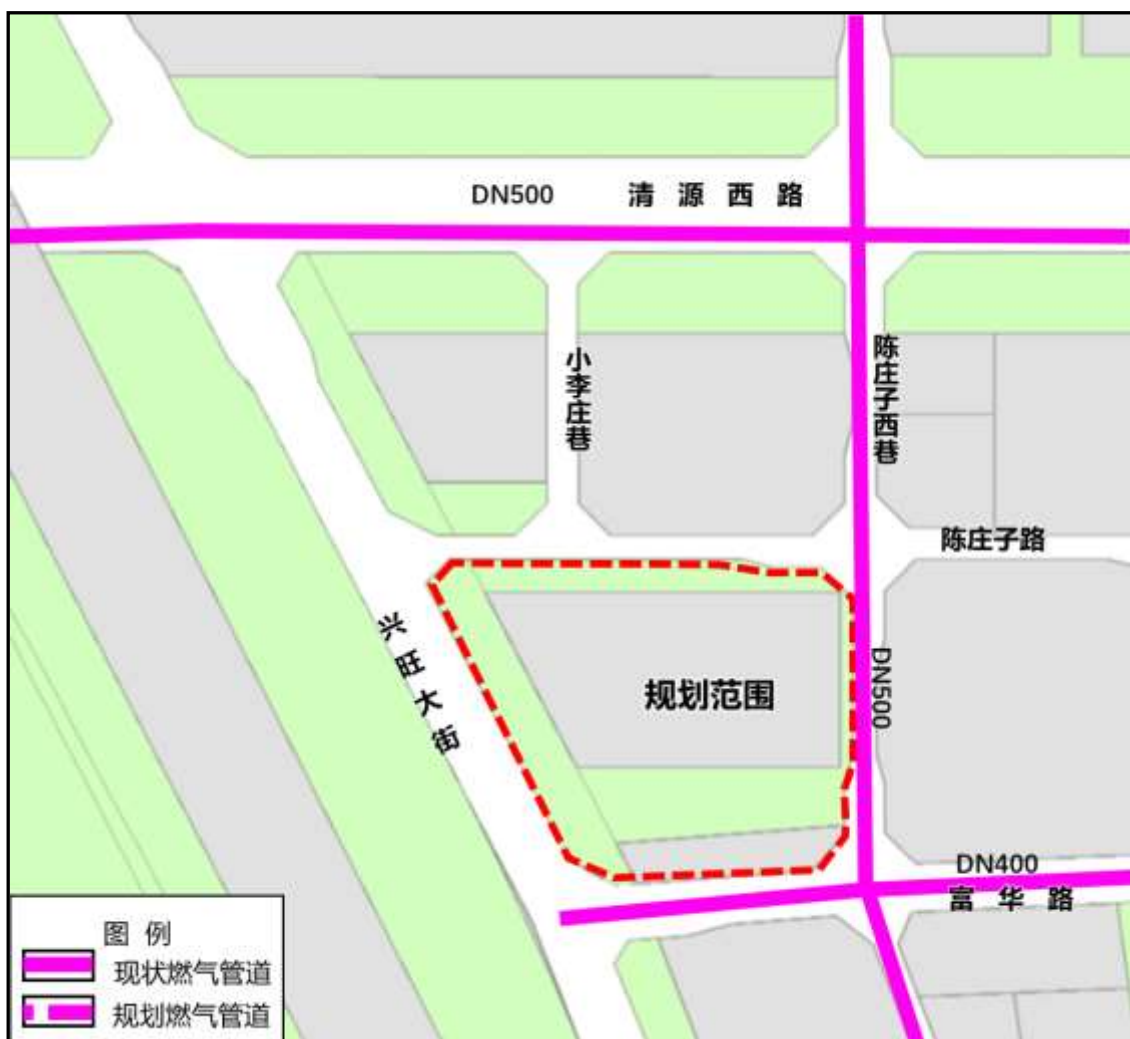 DN500 清源西路
小李庄巷
陈庄子西巷
陈庄子路
兴旺大街
规划范围
DN500
DN400
富华路
图例
现状燃气管道
规划燃气管道